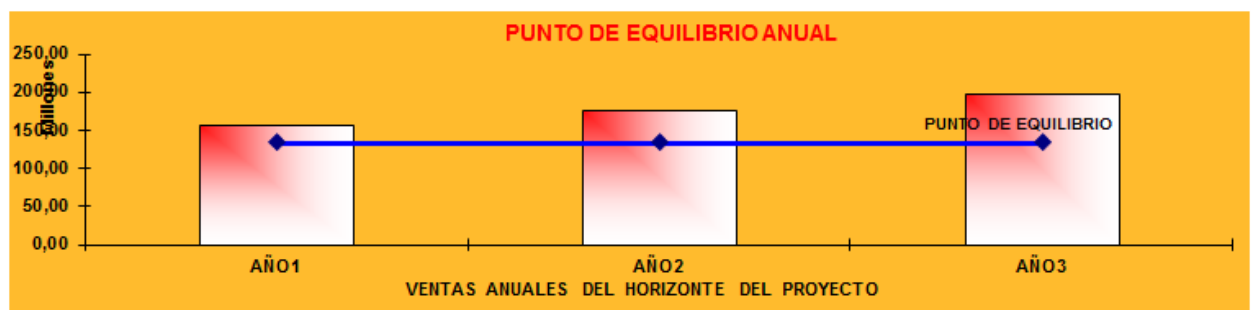 PUNTO DE EQUILIBRIO ANUAL
250,00
200,00
150,00
100,00
50,00
0,00
Millones
PUNTO DE EQUILIBRIO
AÑO1 AÑO2 AÑO3
VENTAS ANUALES DEL HORIZONTE DEL PROYECTO